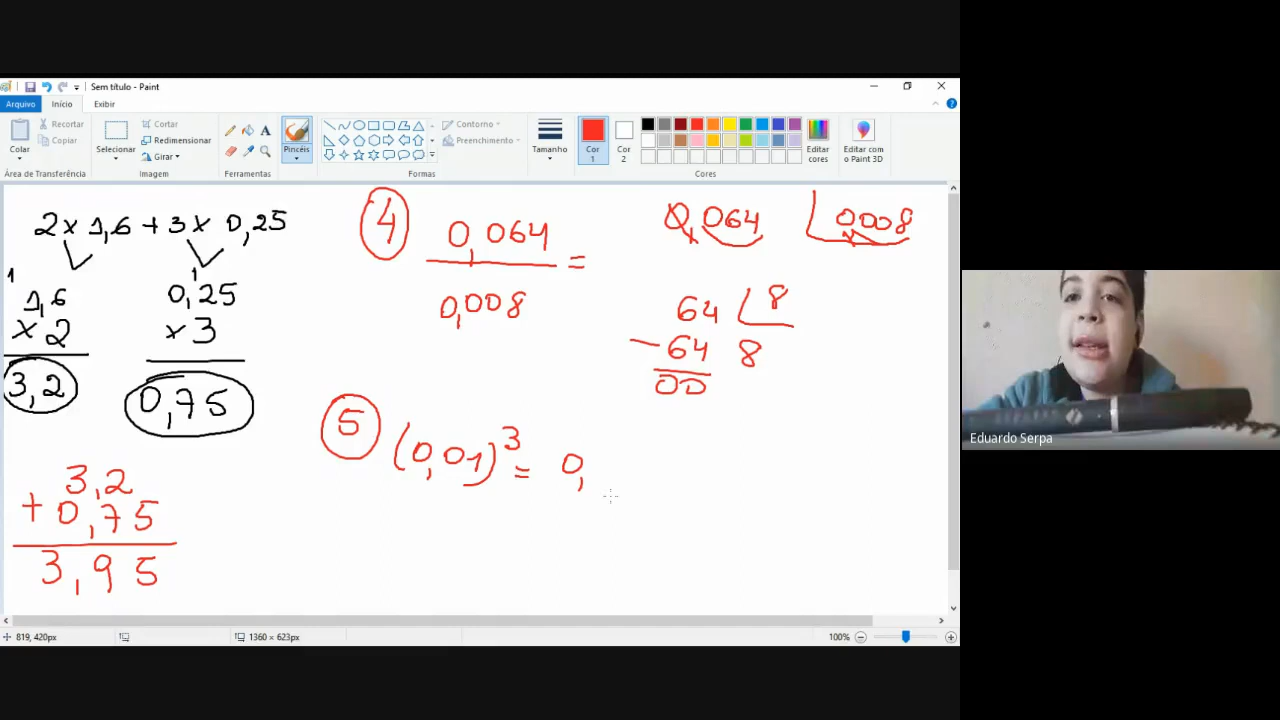 Sem título - Paint
Arquivo Início Exibir
Colar
Recortar
Copiar
Área de Transferência
Selecionar
Cortar
Redimensionar
Girar
Imagem
A
Ferramentas
Pincéis
Contorno
Preenchimento
Formas
Tamanho
Cor 1
Cor 2
Editar cores
Editar com o Paint 3D
Cores
2 x 1,6 + 3 x 0,25
1
1,6
x 2
3,2
1
0,25
x 3
0,75
3,2
+ 0,75
3,95
4
0,064
=
0,008
0,064 0,008
64 8
- 64 8
00
5 (0,01)³ = 0,
Eduardo Serpa
819, 420px
1360 × 623px
100%